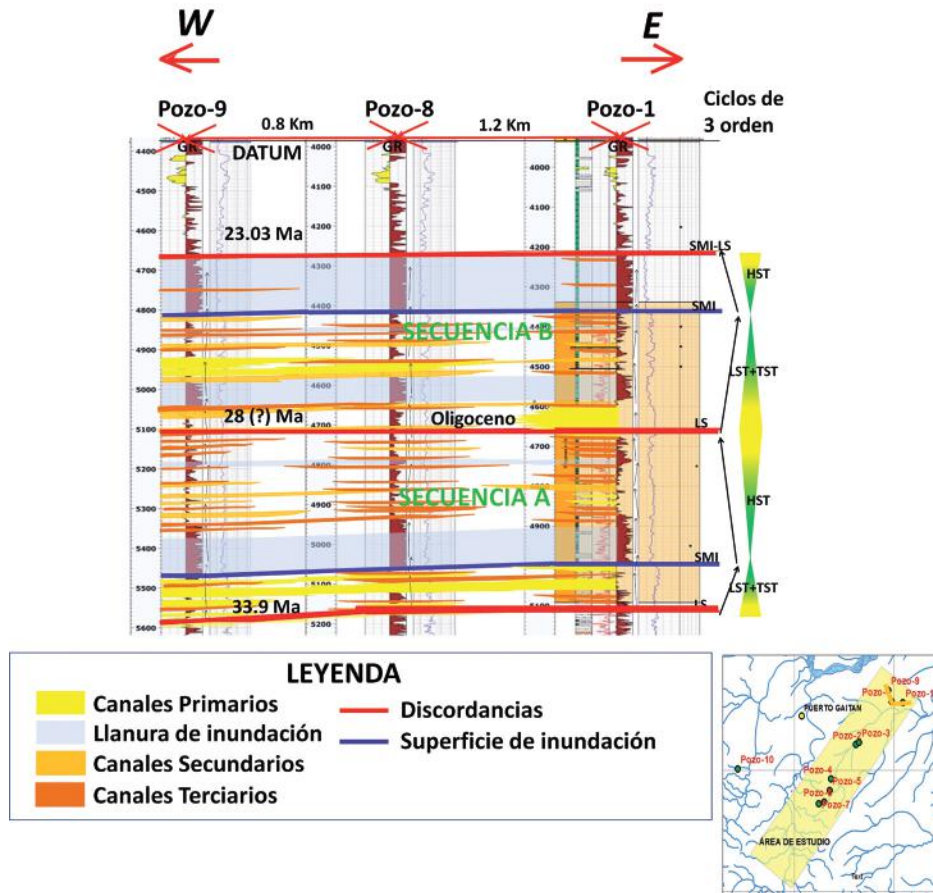 W
E
Pozo-9
Pozo-8
Pozo-1
Ciclos de
3 orden
0.8 Km
1.2 Km
GR
DATUM
GR
GR
4400
4500
4600
4700
4800
4900
5000
5100
5200
5300
5400
5500
5600
4000
4100
4200
4300
4400
4500
4600
4700
4800
4900
5000
5100
5200
4000
4100
4200
4300
4400
4500
4600
4700
4800
4900
5100
23.03 Ma
SMI-LS
HST
SMI
SECUENCIA B
LST+TST
28 (?) Ma
Oligoceno
LS
SECUENCIA A
HST
SMI
LST+TST
33.9 Ma
LS
LEYENDA
Canales Primarios
Llanura de inundación
Canales Secundarios
Canales Terciarios
Discordancias
Superficie de inundación
Pozo-9
Pozo-1
PUERTO GAITAN
Pozo-2
Pozo-3
Pozo-10
Pozo-4
Pozo-5
Pozo-7
ÁREA DE ESTUDIO
Text